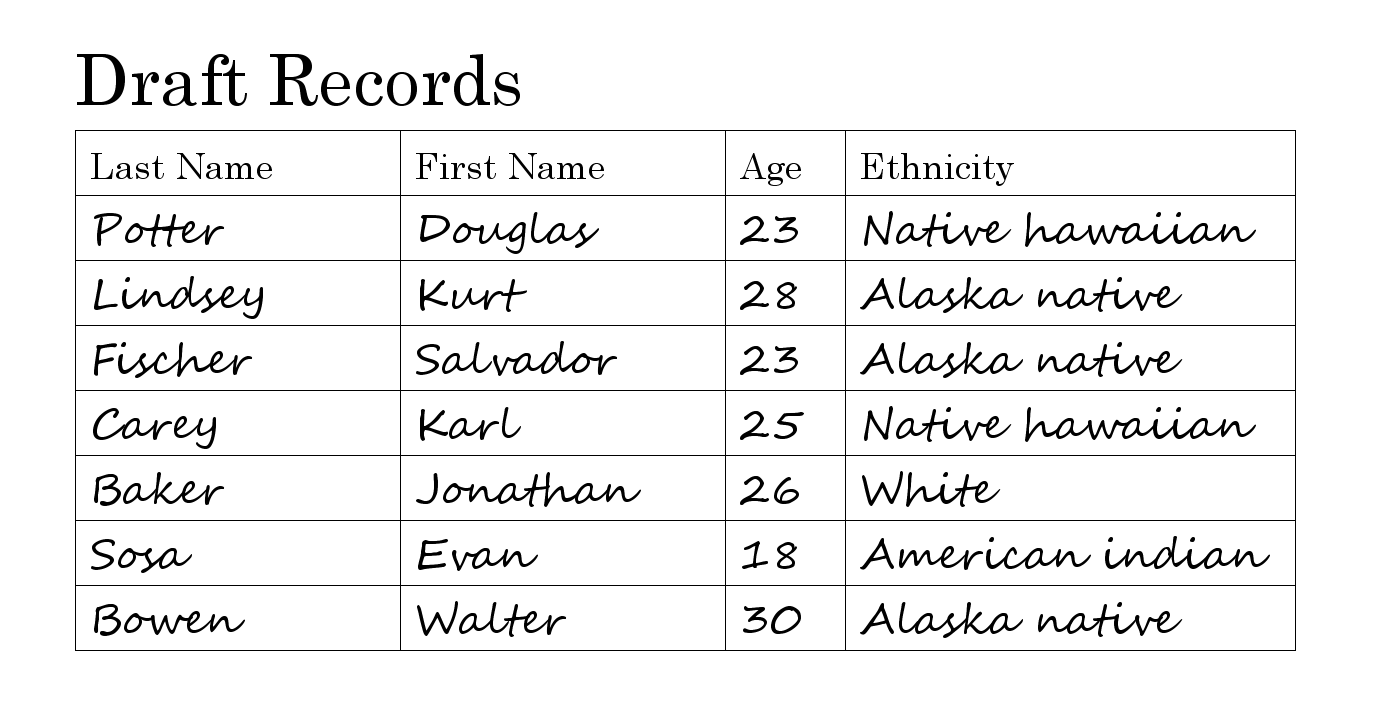 Draft Records
Last Name First Name Age Ethnicity
Potter Douglas 23 Native hawaiian
Lindsey Kurt 28 Alaska native
Fischer Salvador 23 Alaska native
Carey Karl 25 Native hawaiian
Baker Jonathan 26 White
Sosa Evan 18 American indian
Bowen Walter 30 Alaska native